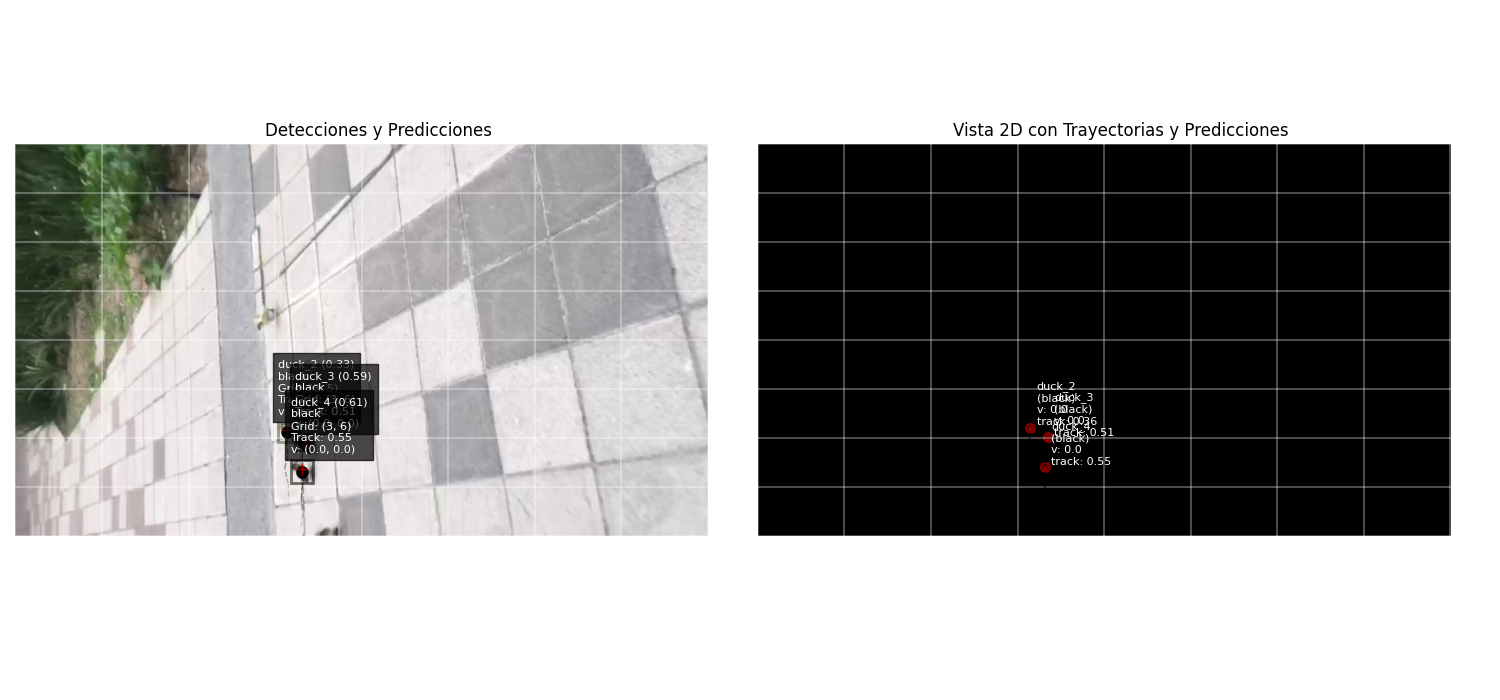 Detecciones y Predicciones
duck_2 (0.33)
duck_3 (0.59)
black
duck_4 (0.61)
black
Grid: (3, 6)
Track: 0.55
v: (0.0, 0.0)
Vista 2D con Trayectorias y Predicciones
duck_2
(black)
v: 0.0
duck_3
(black)
track: 0.51
duck_4
(black)
v: 0.0
track: 0.55